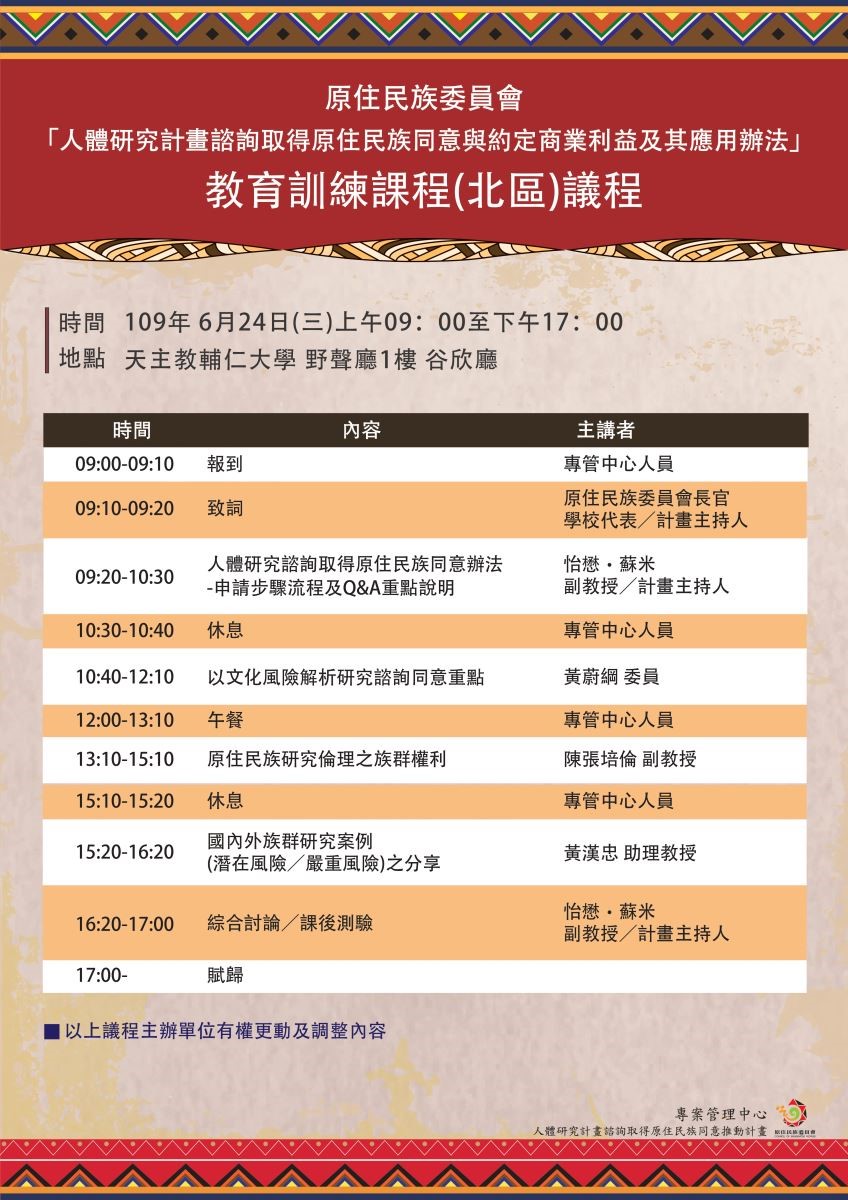 原住民族委員會
「人體研究計畫諮詢取得原住民族同意與約定商業利益及其應用辦法」
教育訓練課程(北區)議程
時間 109年 6月24日(三)上午09：00至下午17：00
地點 天主教輔仁大學 野聲廳1樓 谷欣廳
時間 內容 主講者
09:00-09:10 報到 專管中心人員
09:10-09:20 致詞 原住民族委員會長官
學校代表／計畫主持人
09:20-10:30 人體研究諮詢取得原住民族同意辦法 怡懋・蘇米
-申請步驟流程及Q&A重點說明 副教授／計畫主持人
10:30-10:40 休息 專管中心人員
10:40-12:10 以文化風險解析研究諮詢同意重點 黃蔚綱 委員
12:00-13:10 午餐 專管中心人員
13:10-15:10 原住民族研究倫理之族群權利 陳張培倫 副教授
15:10-15:20 休息 專管中心人員
15:20-16:20 國內外族群研究案例 黃漢忠 助理教授
(潛在風險／嚴重風險)之分享
16:20-17:00 綜合討論／課後測驗 怡懋・蘇米
副教授／計畫主持人
17:00- 賦歸
■以上議程主辦單位有權更動及調整內容
專案管理中心
人體研究計畫諮詢取得原住民族同意推動計畫
原住民族委員會
COUNCIL OF INDIGENOUS PEOPLES